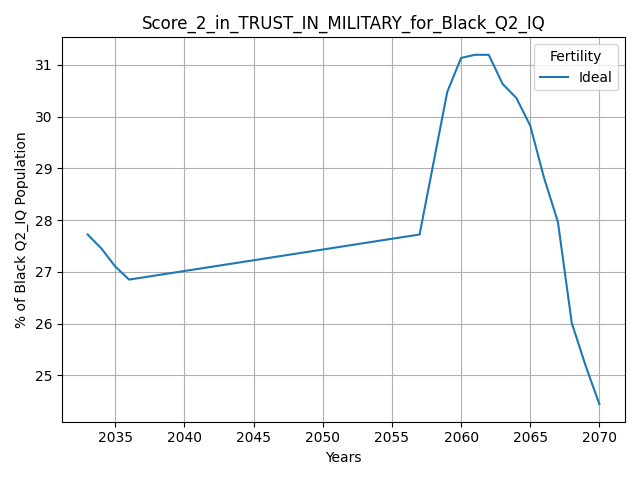 Score_2_in_TRUST_IN_MILITARY_for_Black_Q2_IQ
Fertility
Ideal
% of Black Q2_IQ Population
31
30
29
28
27
26
25
2035 2040 2045 2050 2055 2060 2065 2070
Years